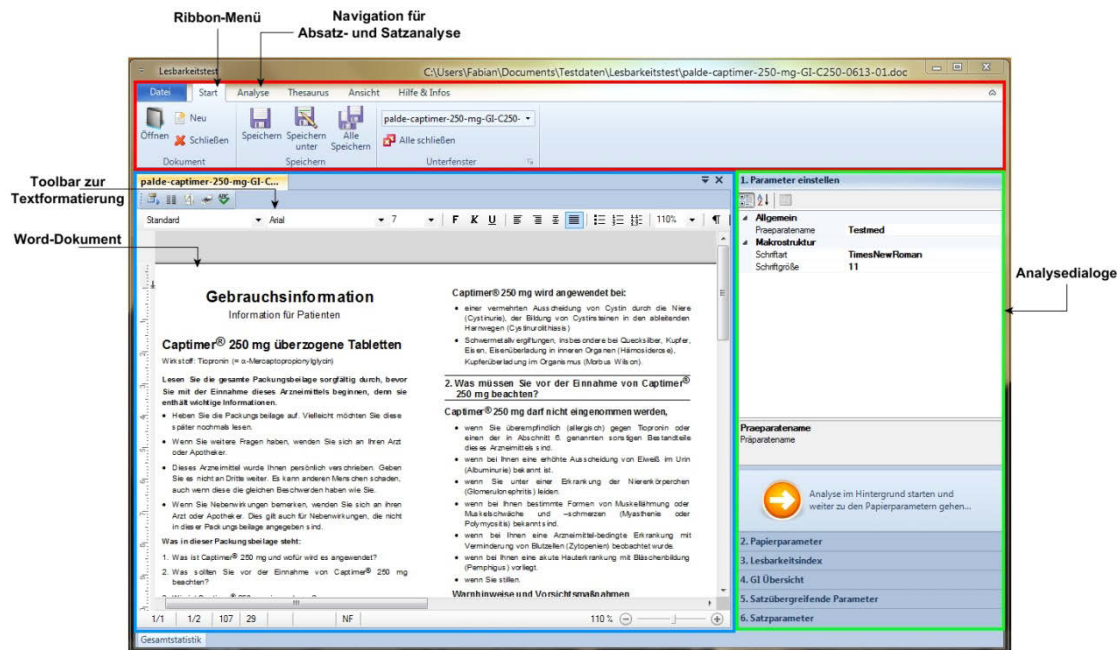 Ribbon-Menü
Navigation für
Absatz- und Satzanalyse
Lesbarkeitstest
C:\Users\Fabian\Documents\Testdaten\Lesbarkeitstest\palde-captimer-250-mg-GI-C250-0613-01.doc
Datei Start Analyse Thesaurus Ansicht Hilfe & Infos
Öffnen
Neu
Schließen
Dokument
Speichern
Speichern
unter
Alle
Speichern
Speichern
palde-captimer-250-mg-GI-C250-
Alle schließen
Unterfenster
Toolbar zur
Textformatierung
Word-Dokument
palde-captimer-250-mg-GI-C...
Standard Arial 7 F K U 110% ¶
Gebrauchsinformation
Information für Patienten
Captimer® 250 mg überzogene Tabletten
Wirkstoff: Tiopronin (= α-Mercaptopropionylglycin)
Lesen Sie die gesamte Packungsbeilage sorgfältig durch, bevor
Sie mit der Einnahme dieses Arzneimittels beginnen, denn sie
enthält wichtige Informationen.
• Heben Sie die Packungsbeilage auf. Vielleicht möchten Sie diese
später nochmals lesen.
• Wenn Sie weitere Fragen haben, wenden Sie sich an Ihren Arzt
oder Apotheker.
• Dieses Arzneimittel wurde Ihnen persönlich verschrieben. Geben
Sie es nicht an Dritte weiter. Es kann anderen Menschen schaden,
auch wenn diese die gleichen Beschwerden haben wie Sie.
• Wenn Sie Nebenwirkungen bemerken, wenden Sie sich an Ihren
Arzt oder Apotheker. Dies gilt auch für Nebenwirkungen, die nicht
in dieser Packungsbeilage angegeben sind.
Was in dieser Packungsbeilage steht:
1. Was ist Captimer® 250 mg und wofür wird es angewendet?
2. Was sollten Sie vor der Einnahme von Captimer® 250 mg
beachten?
Captimer® 250 mg wird angewendet bei:
• einer vermehrten Ausscheidung von Cystin durch die Niere
(Cystinurie), der Bildung von Cystinsteinen in den ableitenden
Harnwegen (Cystinurolithiasis)
• Schwermetallvergiftungen, insbesondere bei Quecksilber, Kupfer,
Eisen, Eisenüberladung in inneren Organen (Hämosiderose),
Kupferüberladung im Organismus (Morbus Wilson).
2. Was müssen Sie vor der Einnahme von Captimer®
250 mg beachten?
Captimer® 250 mg darf nicht eingenommen werden,
• wenn Sie überempfindlich (allergisch) gegen Tiopronin oder
einen der in Abschnitt 6. genannten sonstigen Bestandteile
dieses Arzneimittels sind.
• wenn bei Ihnen eine erhöhte Ausscheidung von Eiweiß im Urin
(Albuminurie) bekannt ist.
• wenn Sie unter einer Erkrankung der Nierenkörperchen
(Glomerulonephritis) leiden.
• wenn bei Ihnen bestimmte Formen von Muskellähmung oder
Muskelschwäche und –schmerzen (Myasthenie oder
Polymyositis) bekannt sind.
• wenn bei Ihnen eine Arzneimittel-bedingte Erkrankung mit
Verminderung von Blutzellen (Zytopenien) beobachtet wurde.
• wenn bei Ihnen eine akute Hauterkrankung mit Bläschenbildung
(Pemphigus) vorliegt.
• wenn Sie stillen.
Warnhinweise und Vorsichtsmaßnahmen
1/1 1/2 107 29 NF 110 %
Gesamtstatistik
1. Parameter einstellen
Allgemein
Praeparatename Testmed
Makrostruktur
Schriftart TimesNewRoman
Schriftgröße 11
Praeparatename
Präparatename
Analyse im Hintergrund starten und
weiter zu den Papierparametern gehen...
2. Papierparameter
3. Lesbarkeitsindex
4. GI Übersicht
5. Satzübergreifende Parameter
6. Satzparameter
Analysedialoge